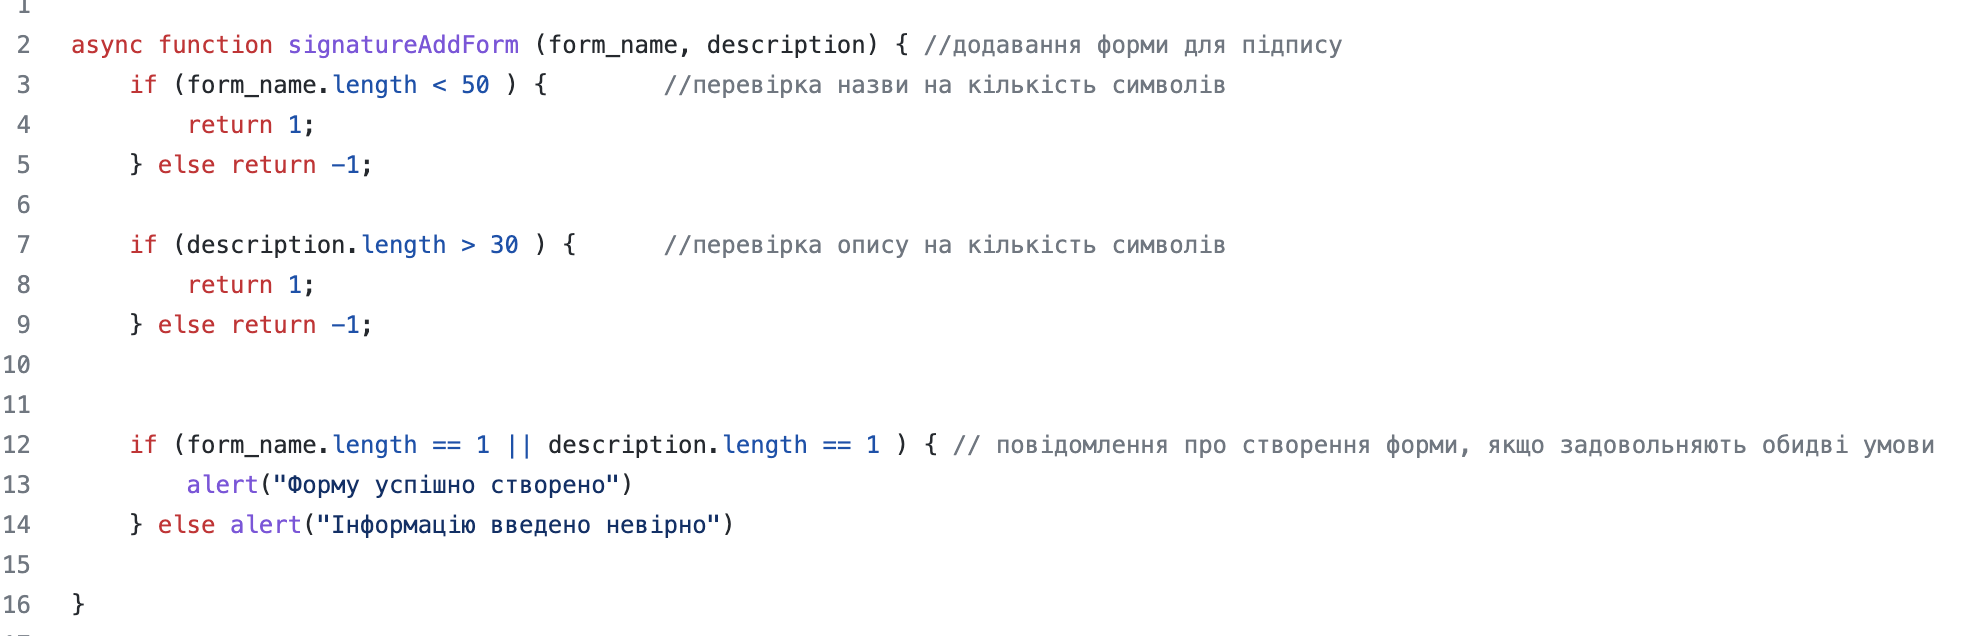 1
2 async function signatureAddForm (form_name, description) { //додавання форми для підпису
3 if (form_name.length < 50 ) { //перевірка назви на кількість символів
4 return 1;
5 } else return -1;
6
7 if (description.length > 30 ) { //перевірка опису на кількість символів
8 return 1;
9 } else return -1;
10
11
12 if (form_name.length == 1 || description.length == 1 ) { // повідомлення про створення форми, якщо задовольняють обидві умови
13 alert("Форму успішно створено")
14 } else alert("Інформацію введено невірно")
15
16 }